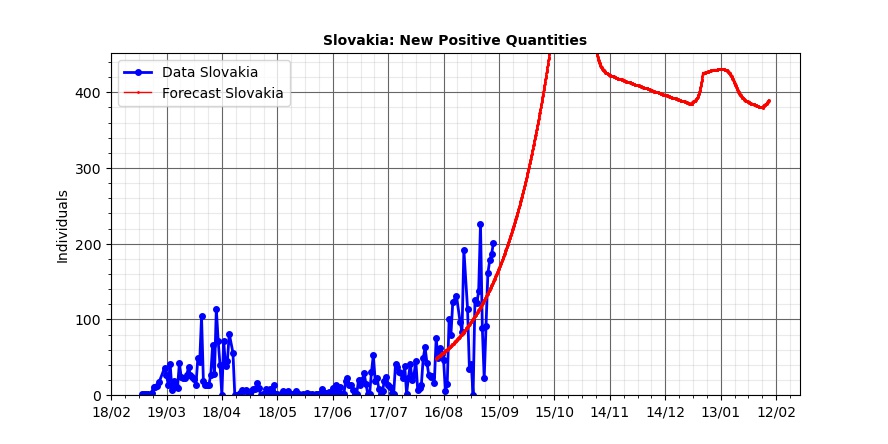 Slovakia: New Positive Quantities
Data Slovakia
Forecast Slovakia
Individuals
400
300
200
100
0
18/02 19/03 18/04 18/05 17/06 17/07 16/08 15/09 15/10 14/11 14/12 13/01 12/02